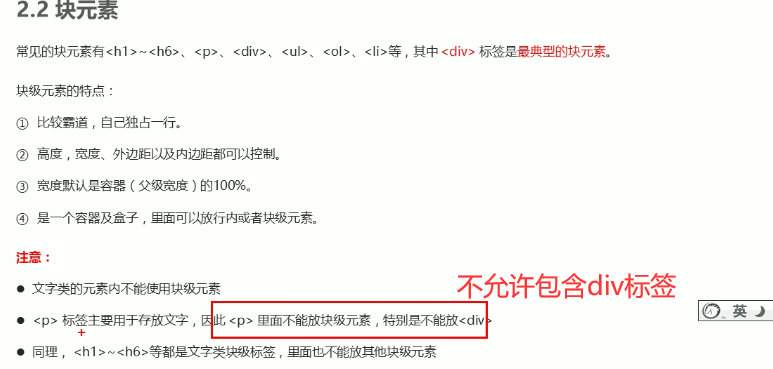 2.2 块元素
常见的块元素有<h1>~<h6>、<p>、<div>、<ul>、<ol>、<li>等，其中 <div> 标签是最典型的块元素。
块级元素的特点：
① 比较霸道，自己独占一行。
② 高度，宽度、外边距以及内边距都可以控制。
③ 宽度默认是容器（父级宽度）的100%。
④ 是一个容器及盒子，里面可以放行内或者块级元素。
注意：
不允许包含div标签
● 文字类的元素内不能使用块级元素
英
● <p> 标签主要用于存放文字，因此 <p> 里面不能放块级元素，特别是不能放<div>
● 同理， <h1>~<h6>等都是文字类块级标签，里面也不能放其他块级元素